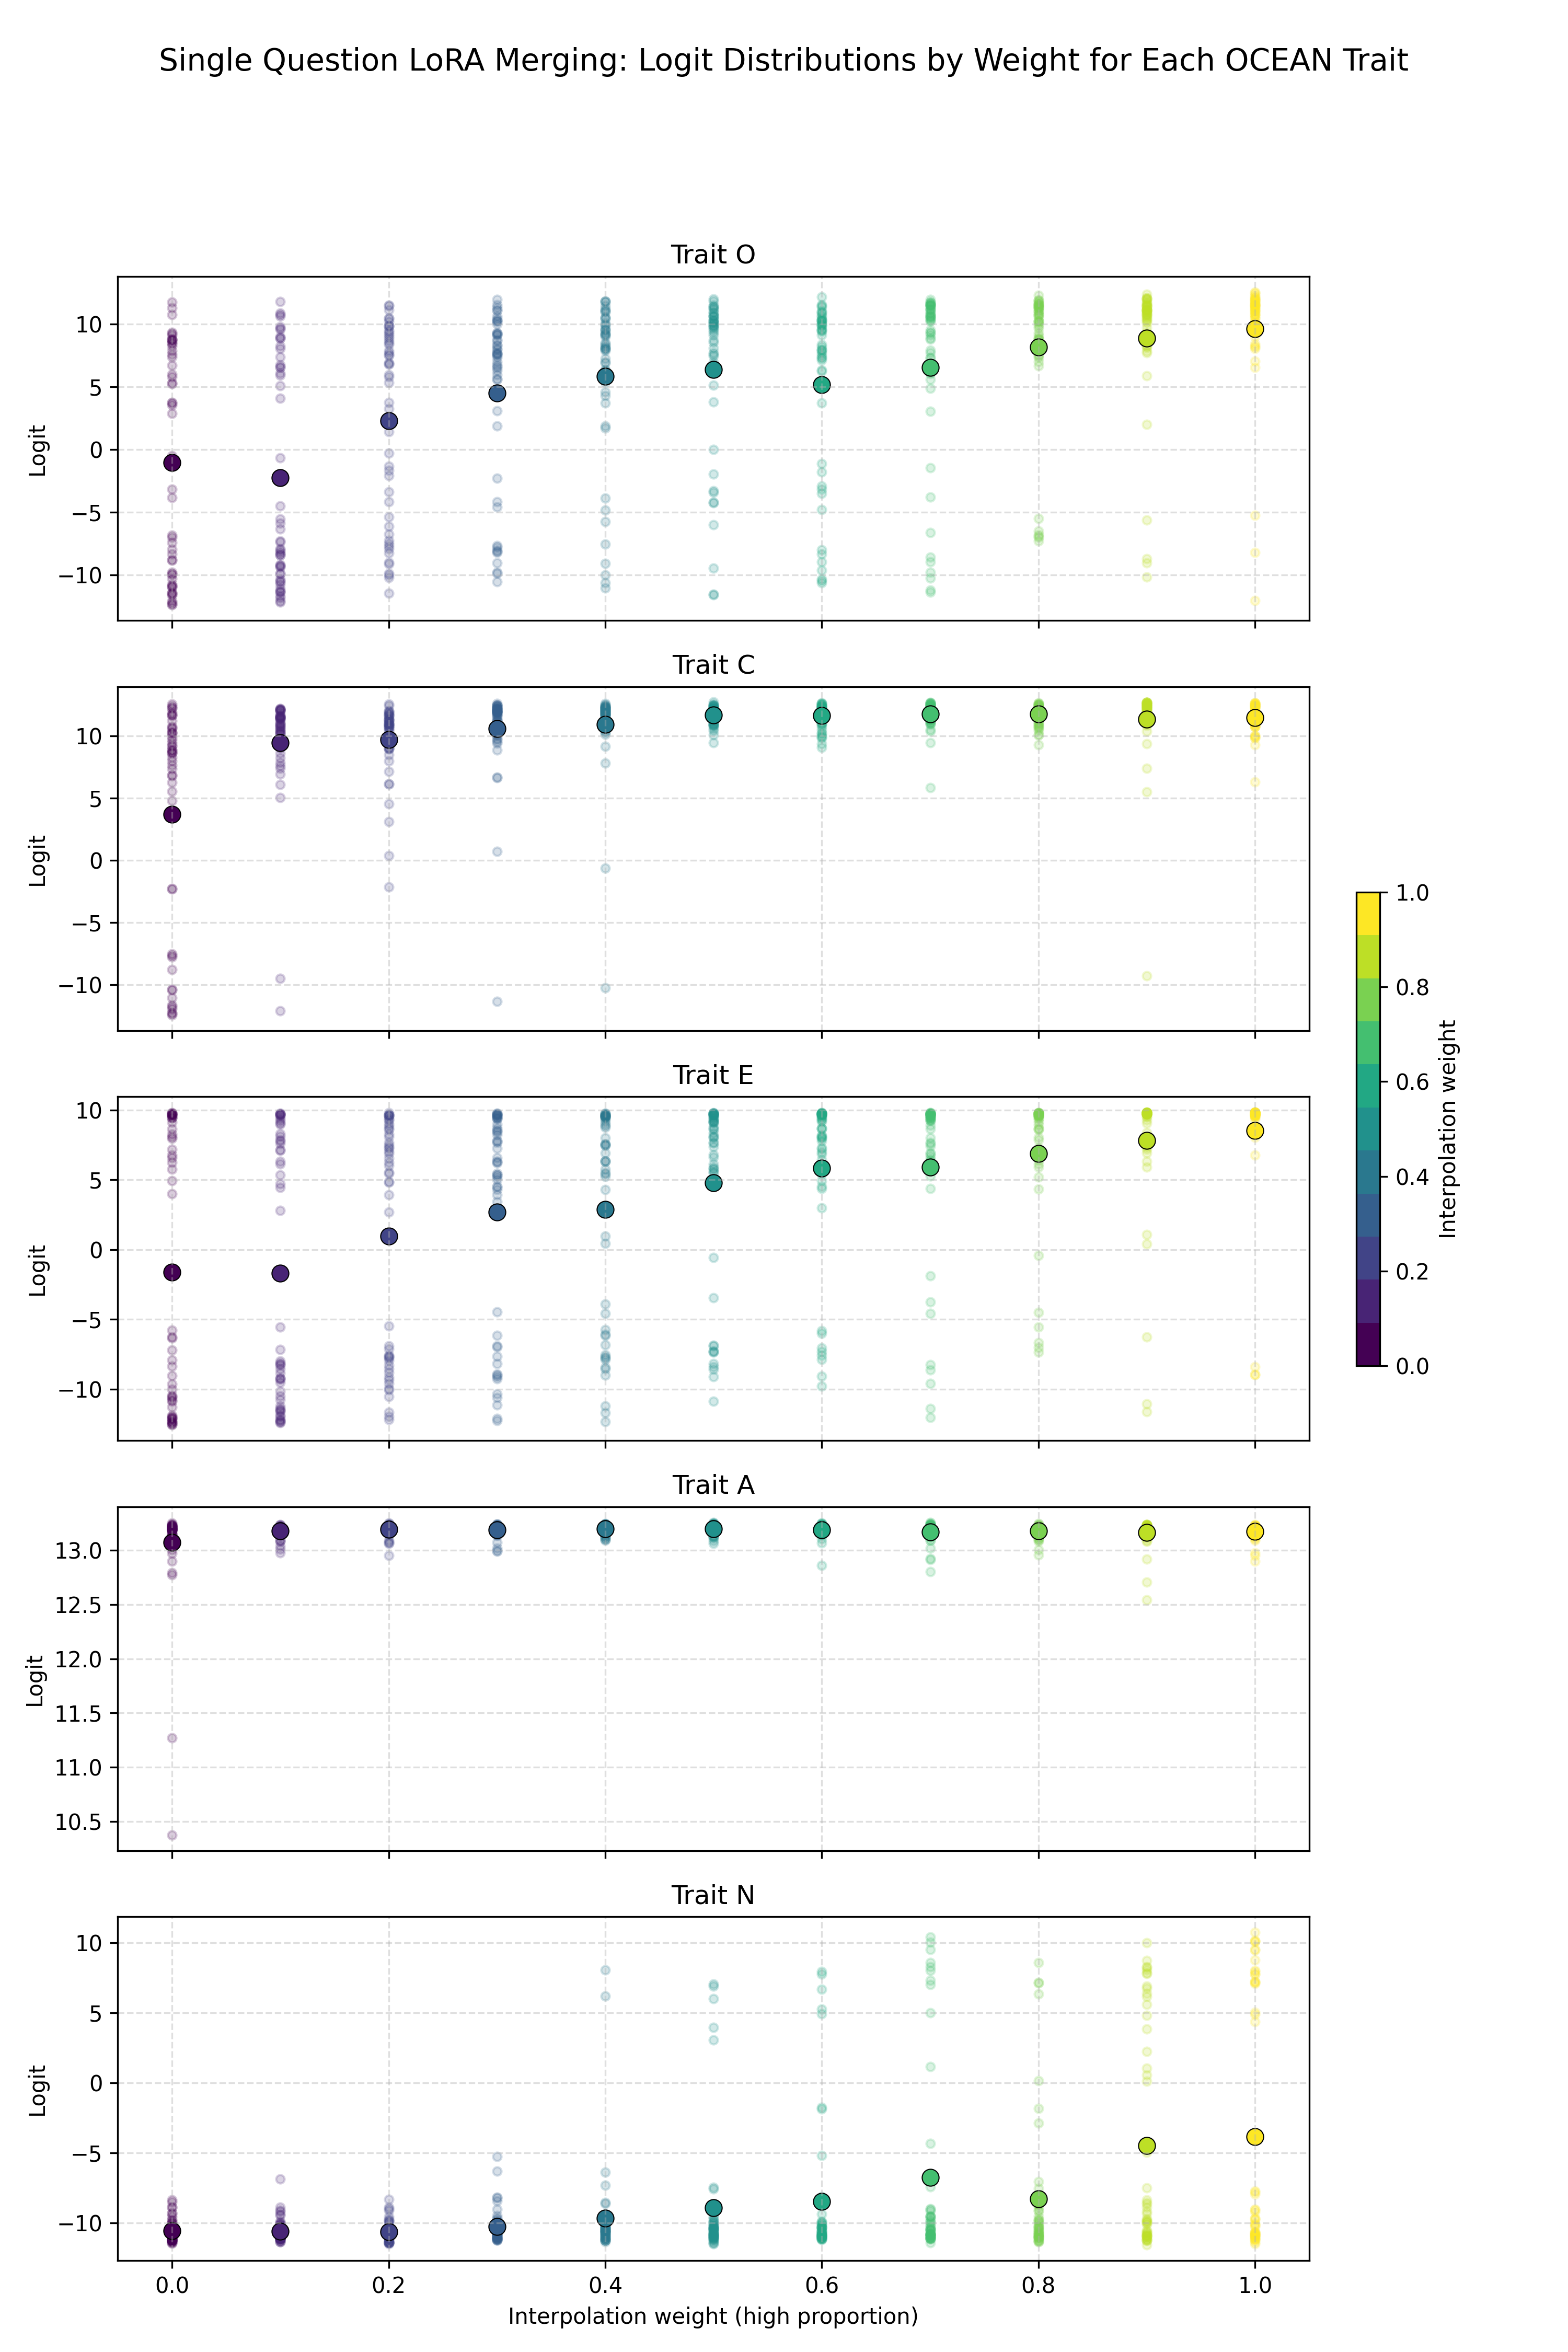 Single Question LoRA Merging: Logit Distributions by Weight for Each OCEAN Trait
Trait O
Logit
10
5
0
−5
−10
Trait C
Logit
10
5
0
−5
−10
Trait E
Logit
10
5
0
−5
−10
Trait A
Logit
13.0
12.5
12.0
11.5
11.0
10.5
Trait N
Logit
10
5
0
−5
−10
0.0 0.2 0.4 0.6 0.8 1.0
Interpolation weight (high proportion)
1.0
0.8
0.6
0.4
0.2
0.0
Interpolation weight